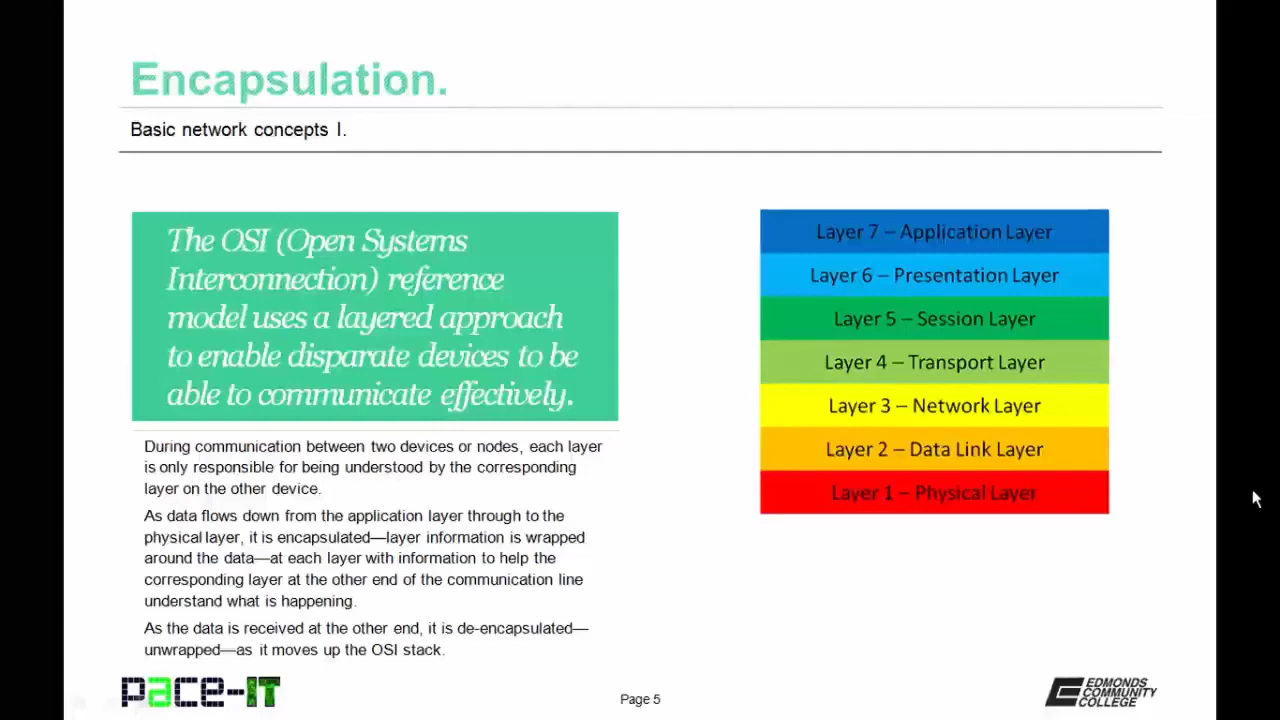 Encapsulation.
Basic network concepts I.
The OSI (Open Systems
Interconnection) reference
model uses a layered approach
to enable disparate devices to be
able to communicate effectively.
During communication between two devices or nodes, each layer
is only responsible for being understood by the corresponding
layer on the other device.
As data flows down from the application layer through to the
physical layer, it is encapsulated—layer information is wrapped
around the data—at each layer with information to help the
corresponding layer at the other end of the communication line
understand what is happening.
As the data is received at the other end, it is de-encapsulated—
unwrapped—as it moves up the OSI stack.
Layer 7 – Application Layer
Layer 6 – Presentation Layer
Layer 5 – Session Layer
Layer 4 – Transport Layer
Layer 3 – Network Layer
Layer 2 – Data Link Layer
Layer 1 – Physical Layer
pace-IT
Page 5
EDMONDS
COMMUNITY
COLLEGE